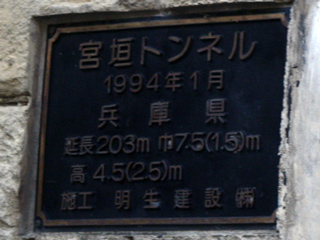 宮垣トンネル
1994年1月
兵庫県
延長203m 巾7.5(1.5)m
高 4.5(2.5)m
施工 明生建設㈱